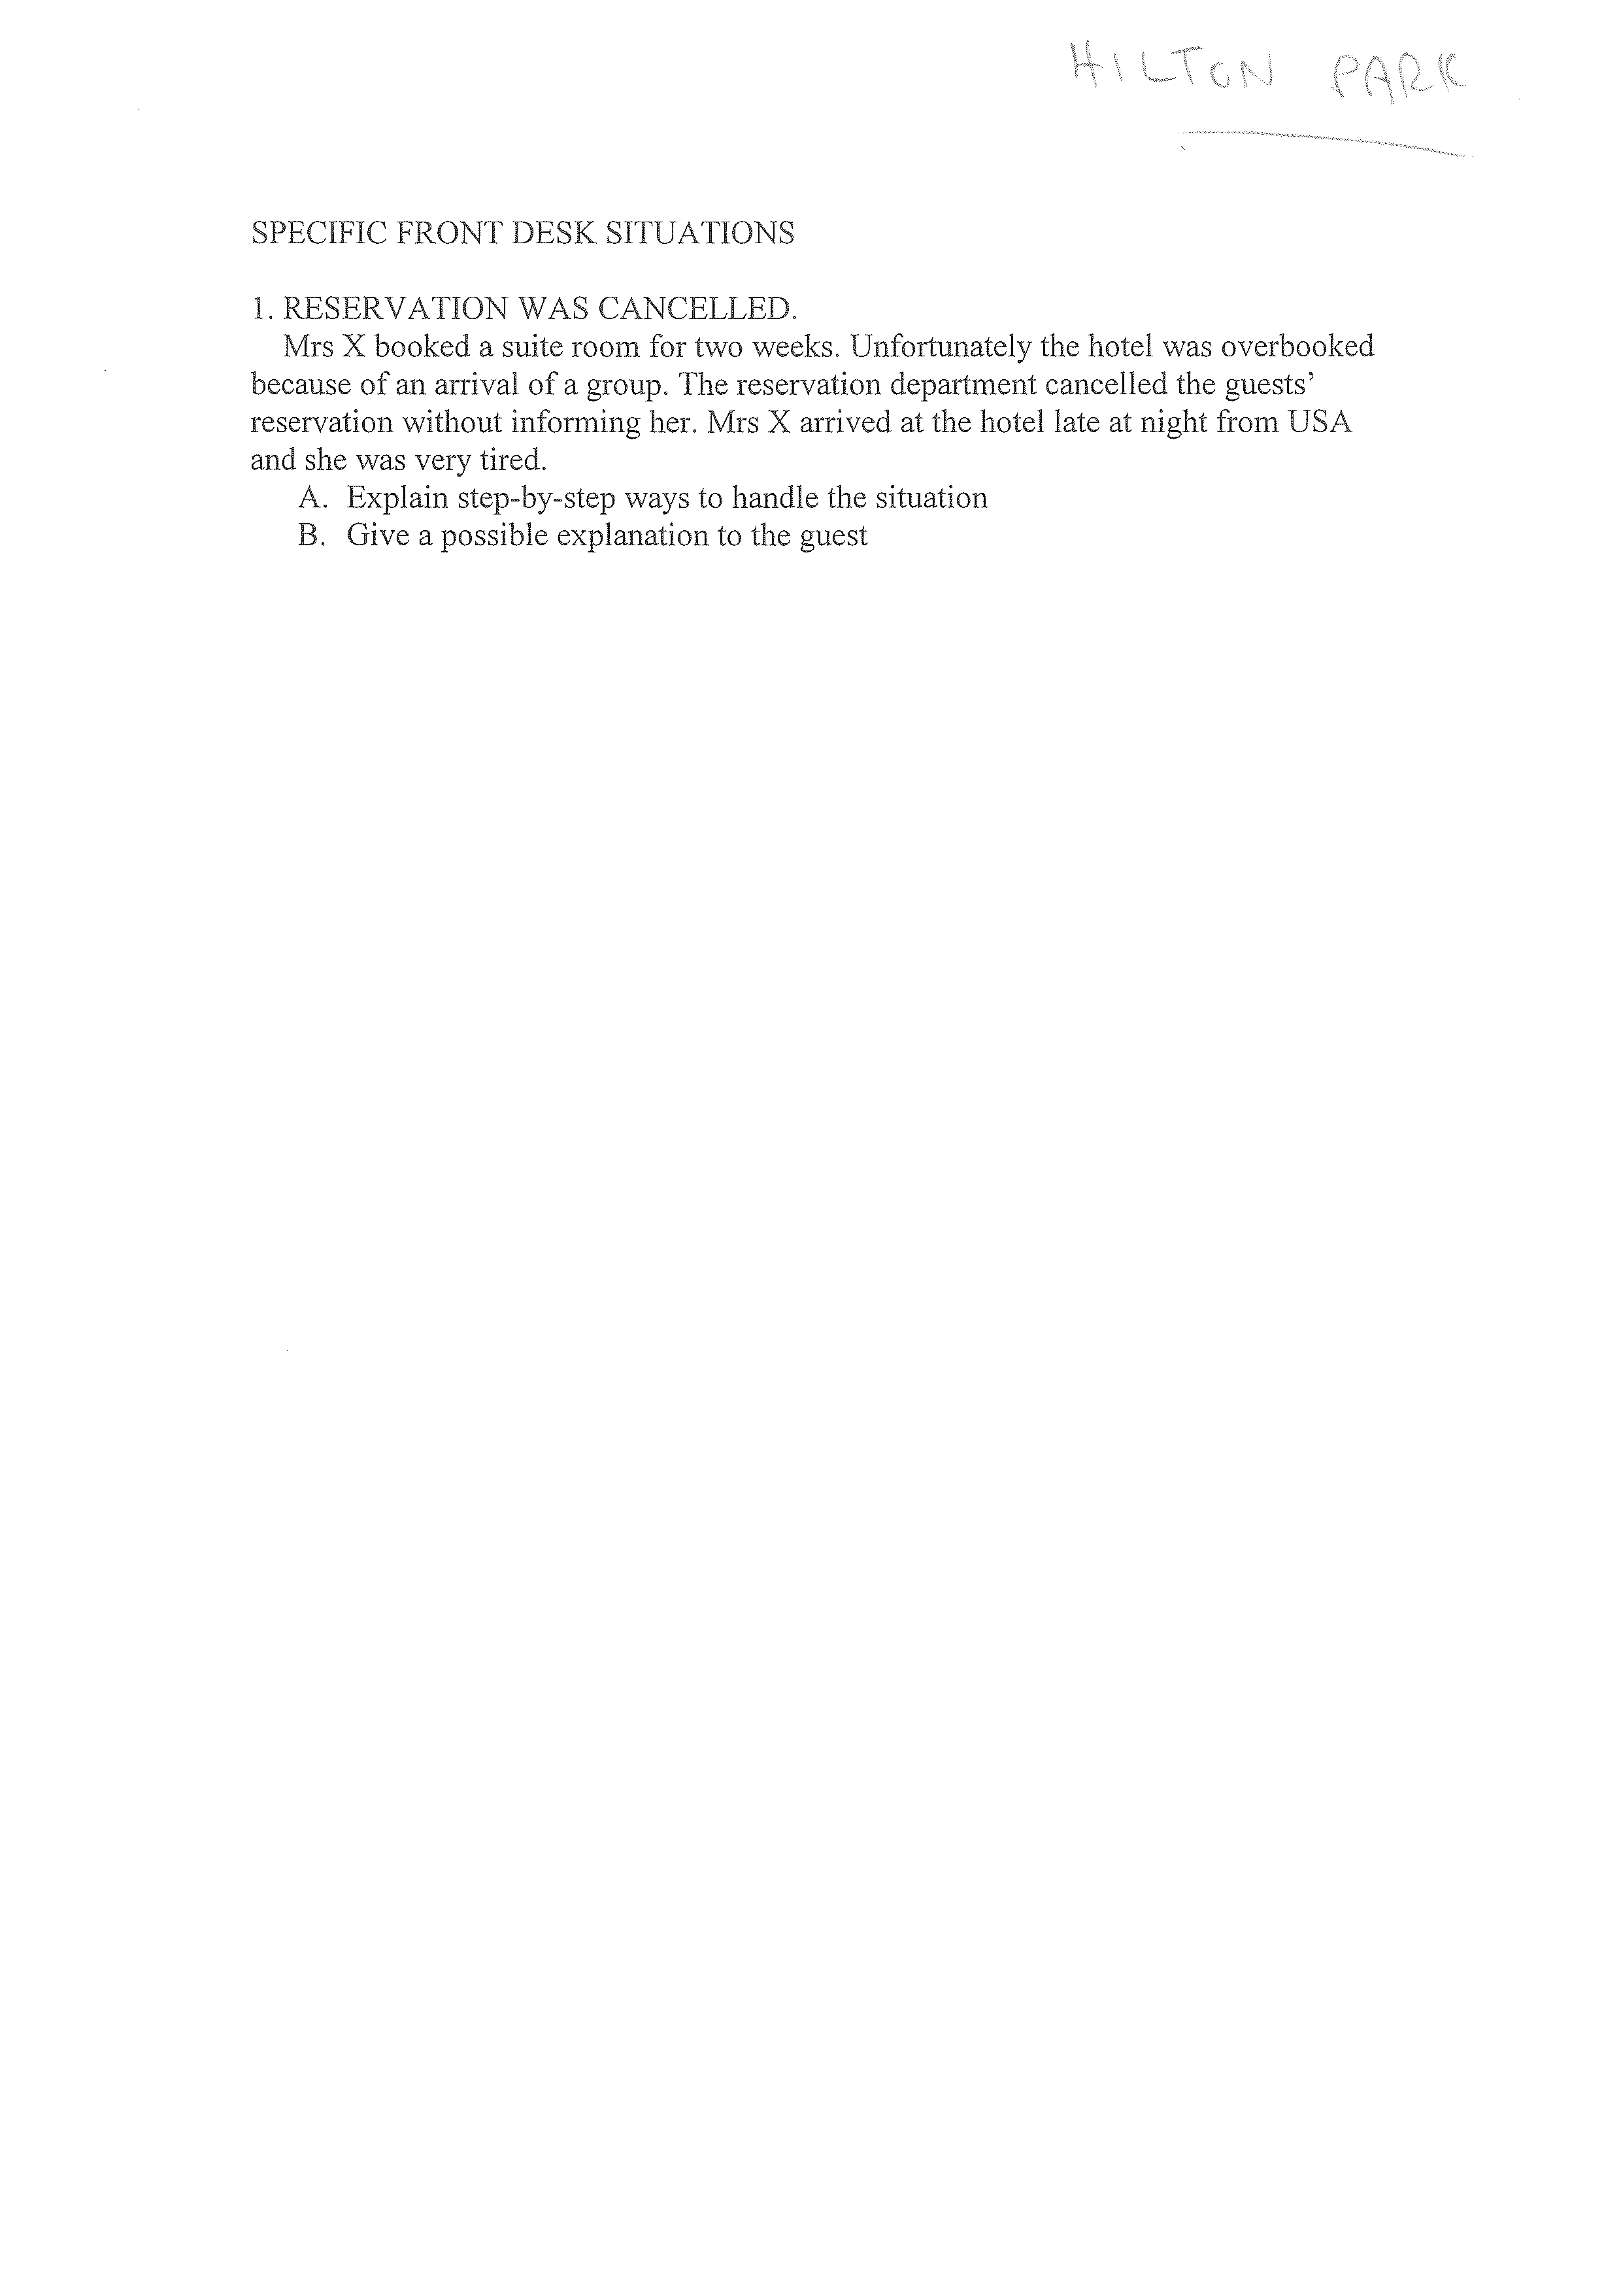 HILTON PARK
SPECIFIC FRONT DESK SITUATIONS
1. RESERVATION WAS CANCELLED.
Mrs X booked a suite room for two weeks. Unfortunately the hotel was overbooked
because of an arrival of a group. The reservation department cancelled the guests’
reservation without informing her. Mrs X arrived at the hotel late at night from USA
and she was very tired.
A. Explain step-by-step ways to handle the situation
B. Give a possible explanation to the guest